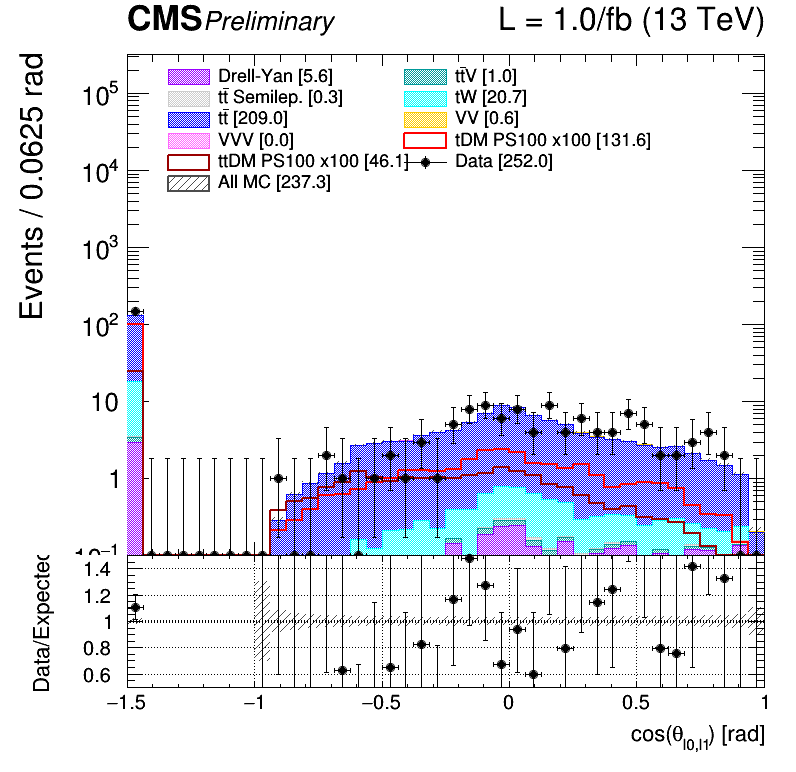 CMS Preliminary L = 1.0/fb (13 TeV)
Events / 0.0625 rad
Drell-Yan [5.6]
tt̄V [1.0]
tt̄ Semilep. [0.3]
tW [20.7]
tt̄ [209.0]
VV [0.6]
VVV [0.0]
tDM PS100 x100 [131.6]
ttDM PS100 x100 [46.1]
Data [252.0]
All MC [237.3]
10⁵
10⁴
10³
10²
10
1
10⁻¹
Data/Expected
1.4
1.2
1
0.8
0.6
−1.5 −1 −0.5 0 0.5 1
cos(θl0,l1) [rad]